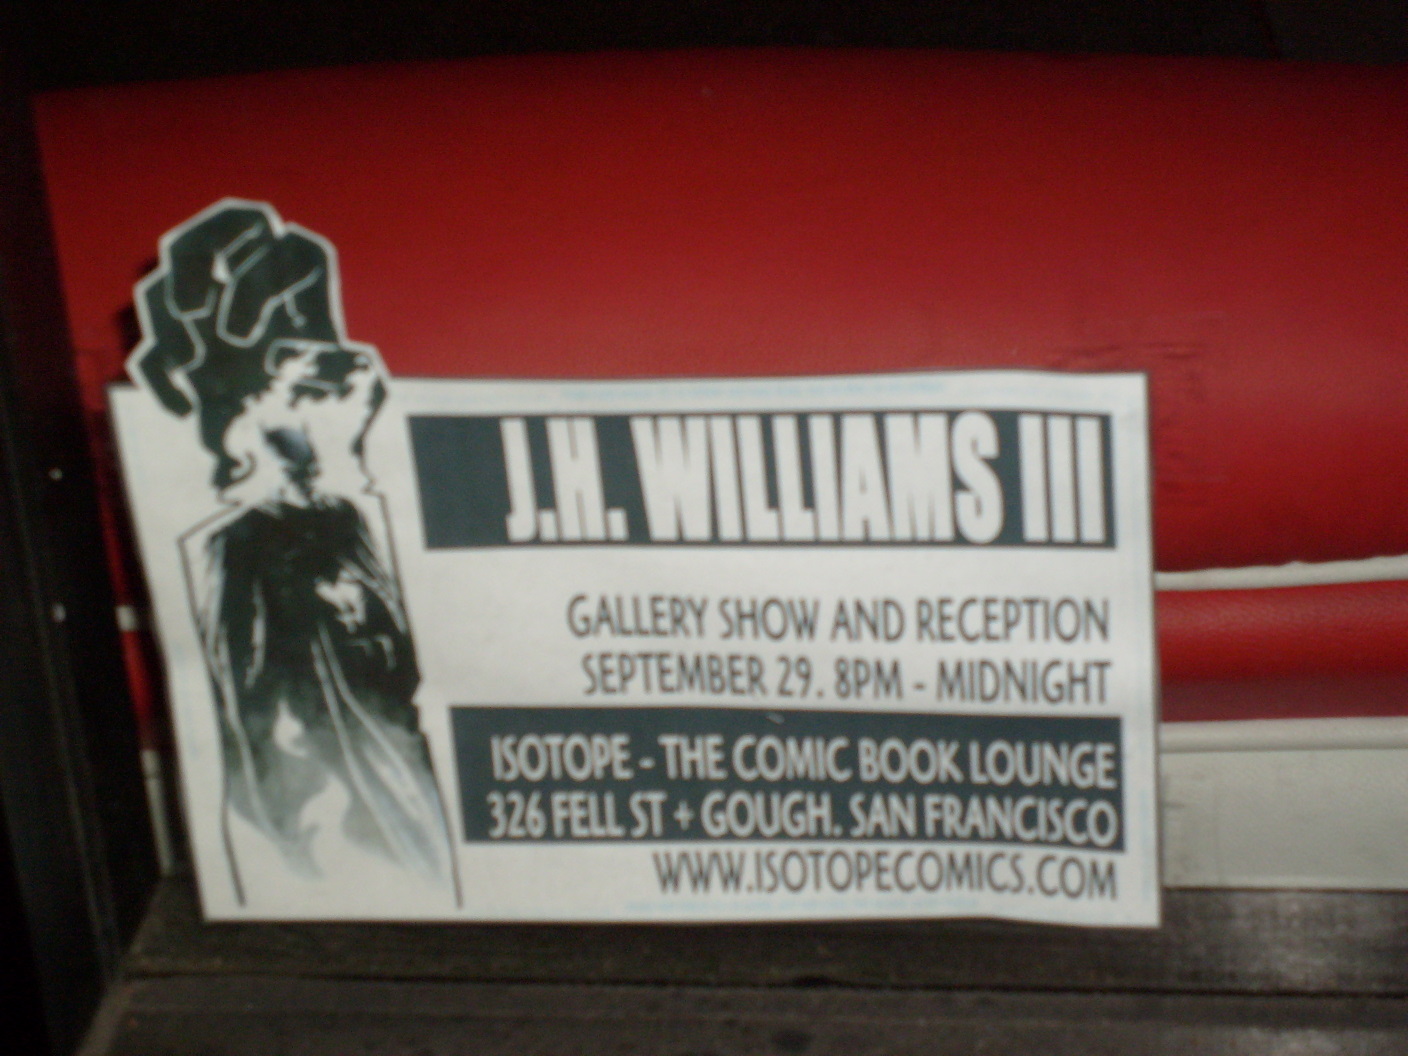 J.H. WILLIAMS III
GALLERY SHOW AND RECEPTION
SEPTEMBER 29. 8PM - MIDNIGHT
ISOTOPE - THE COMIC BOOK LOUNGE
326 FELL ST + GOUGH. SAN FRANCISCO
WWW.ISOTOPECOMICS.COM